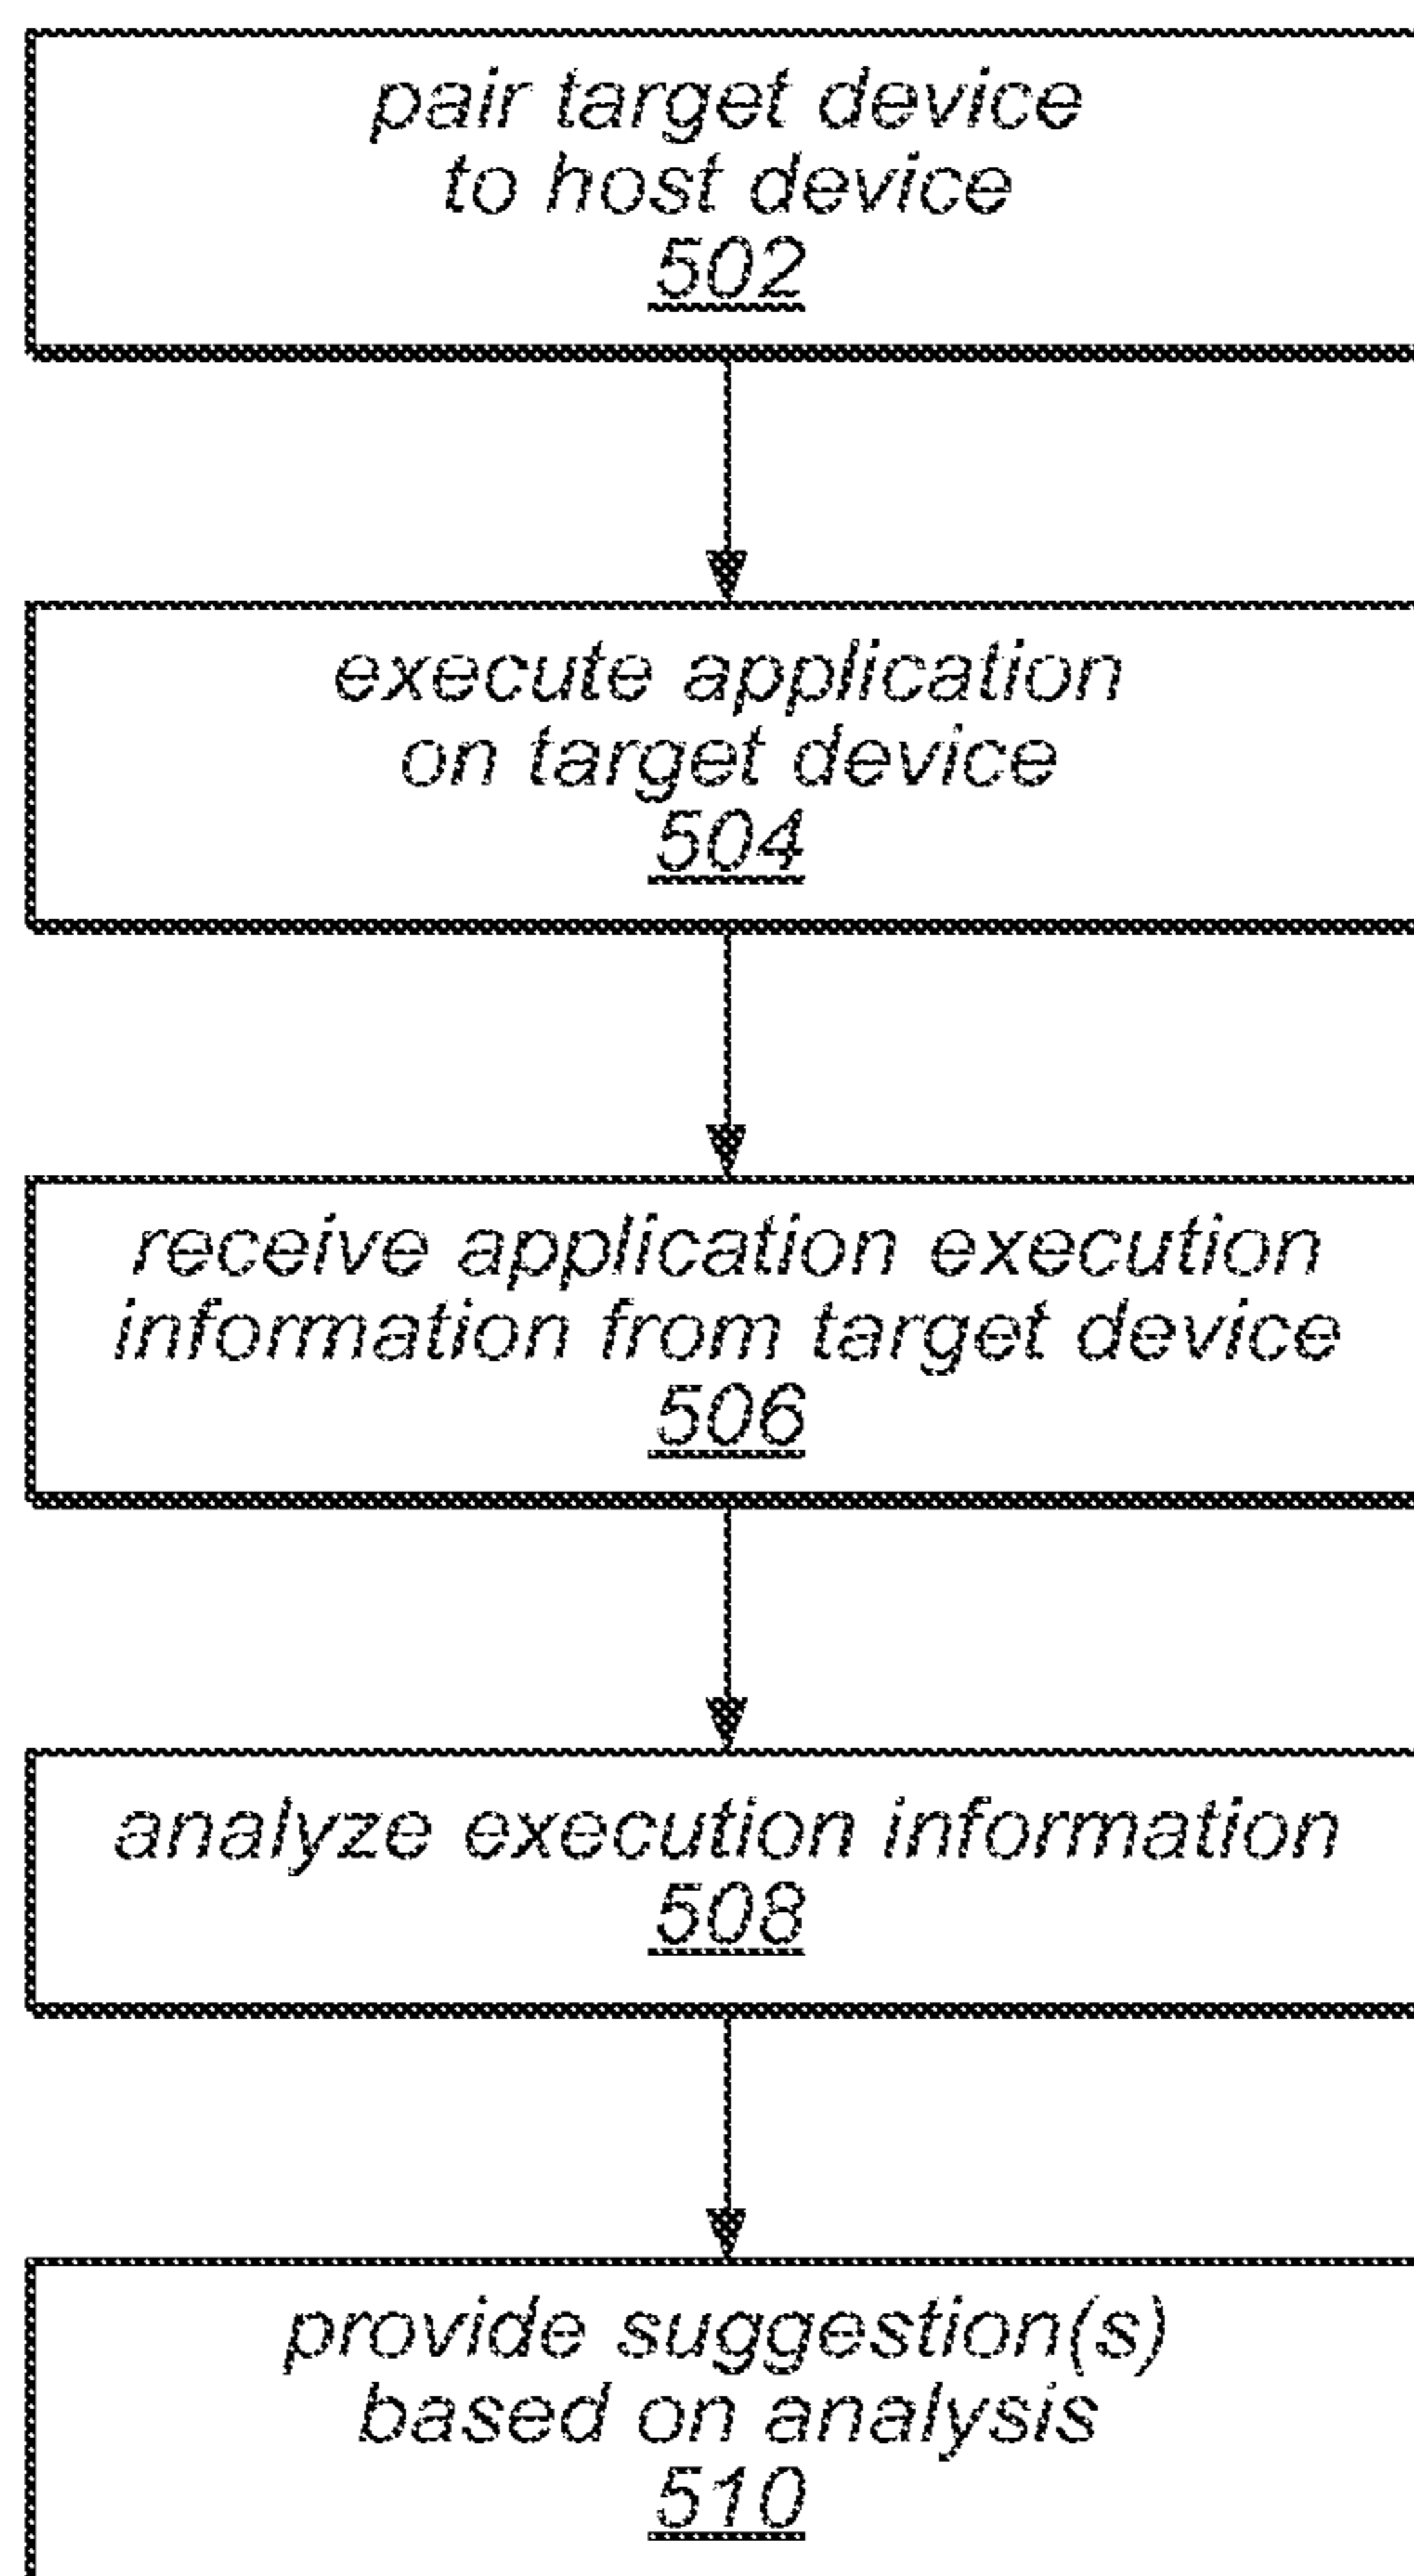 pair target device
to host device
502
execute application
on target device
504
receive application execution
information from target device
506
analyze execution information
508
provide suggestion(s)
based on analysis
510